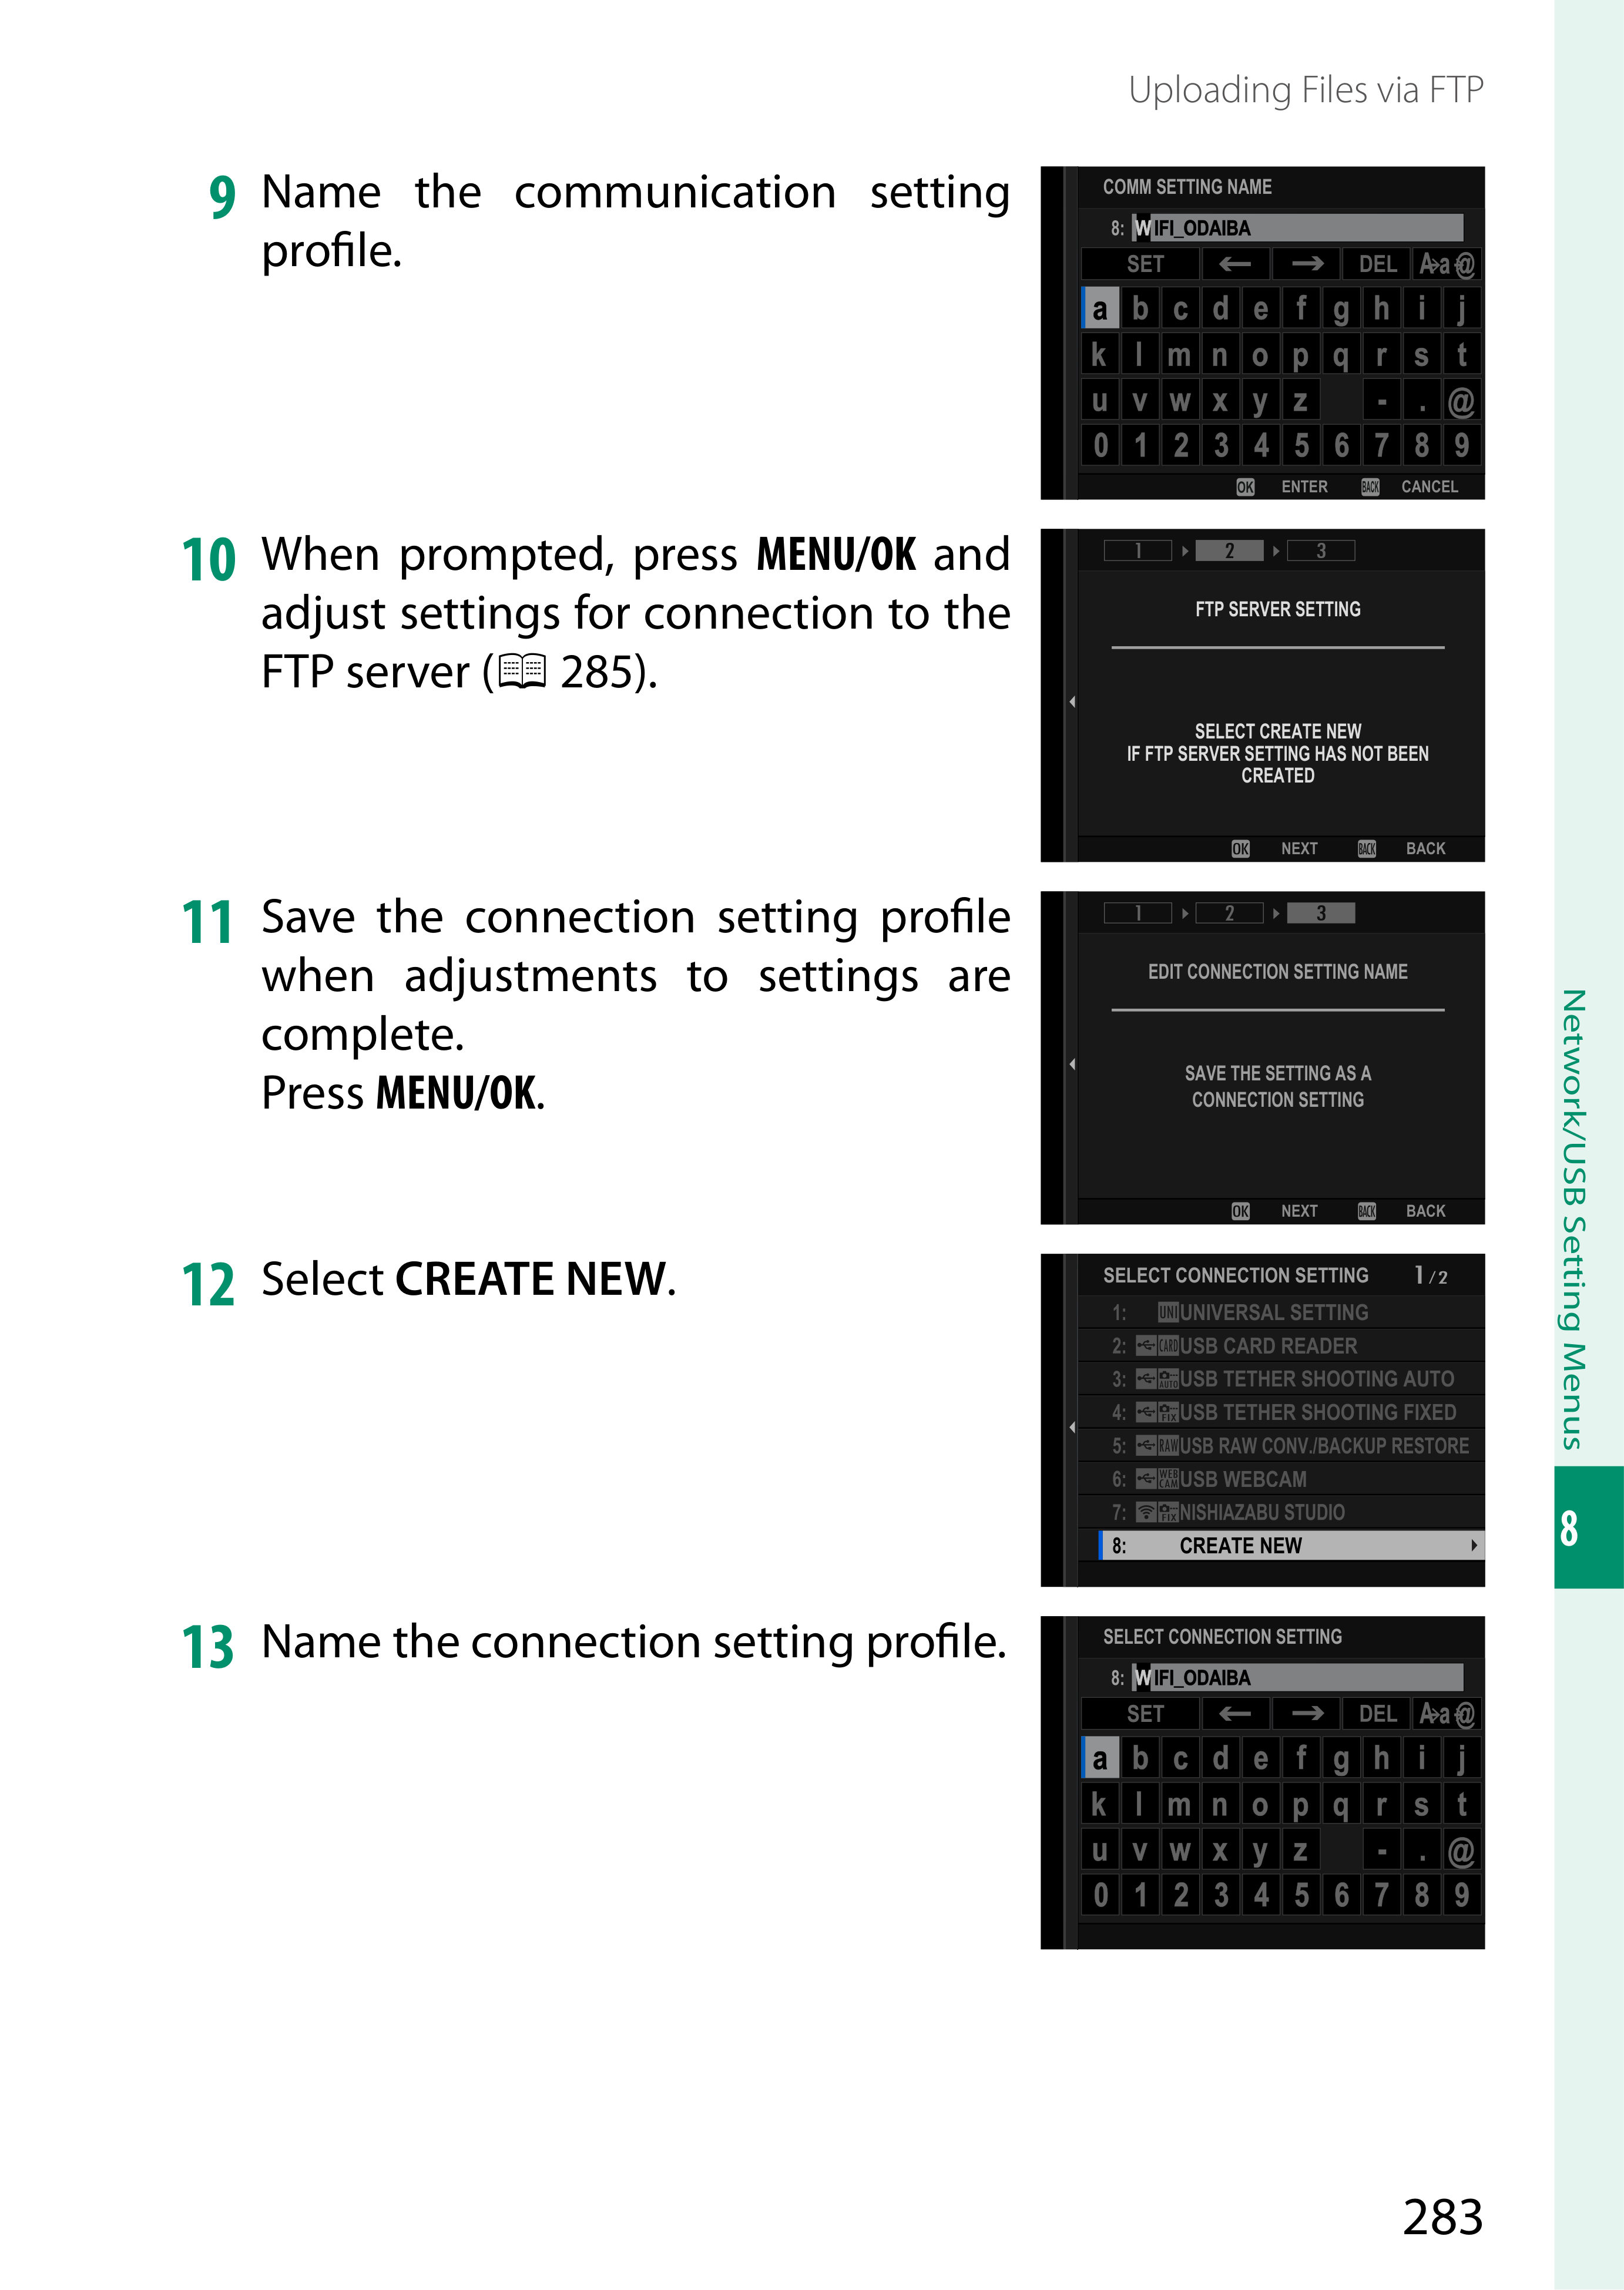 Uploading Files via FTP
9 Name the communication setting
profile.
COMM SETTING NAME
8: WIFI_ODAIBA
SET ← → DEL A→a→@
a b c d e f g h i j
k l m n o p q r s t
u v w x y z - . @
0 1 2 3 4 5 6 7 8 9
OK ENTER BACK CANCEL
10 When prompted, press MENU/OK and
adjust settings for connection to the
FTP server (📖 285).
1 2 3
FTP SERVER SETTING
SELECT CREATE NEW
IF FTP SERVER SETTING HAS NOT BEEN
CREATED
OK NEXT BACK BACK
11 Save the connection setting profile
when adjustments to settings are
complete.
Press MENU/OK.
1 2 3
EDIT CONNECTION SETTING NAME
SAVE THE SETTING AS A
CONNECTION SETTING
OK NEXT BACK BACK
12 Select CREATE NEW.
SELECT CONNECTION SETTING 1/2
1: UNI UNIVERSAL SETTING
2: CARD USB CARD READER
3: AUTO USB TETHER SHOOTING AUTO
4: FIX USB TETHER SHOOTING FIXED
5: RAW USB RAW CONV./BACKUP RESTORE
6: WEB CAM USB WEBCAM
7: FIX NISHIAZABU STUDIO
8: CREATE NEW
13 Name the connection setting profile.
SELECT CONNECTION SETTING
8: WIFI_ODAIBA
SET ← → DEL A→a→@
a b c d e f g h i j
k l m n o p q r s t
u v w x y z - . @
0 1 2 3 4 5 6 7 8 9
Network/USB Setting Menus
8
283